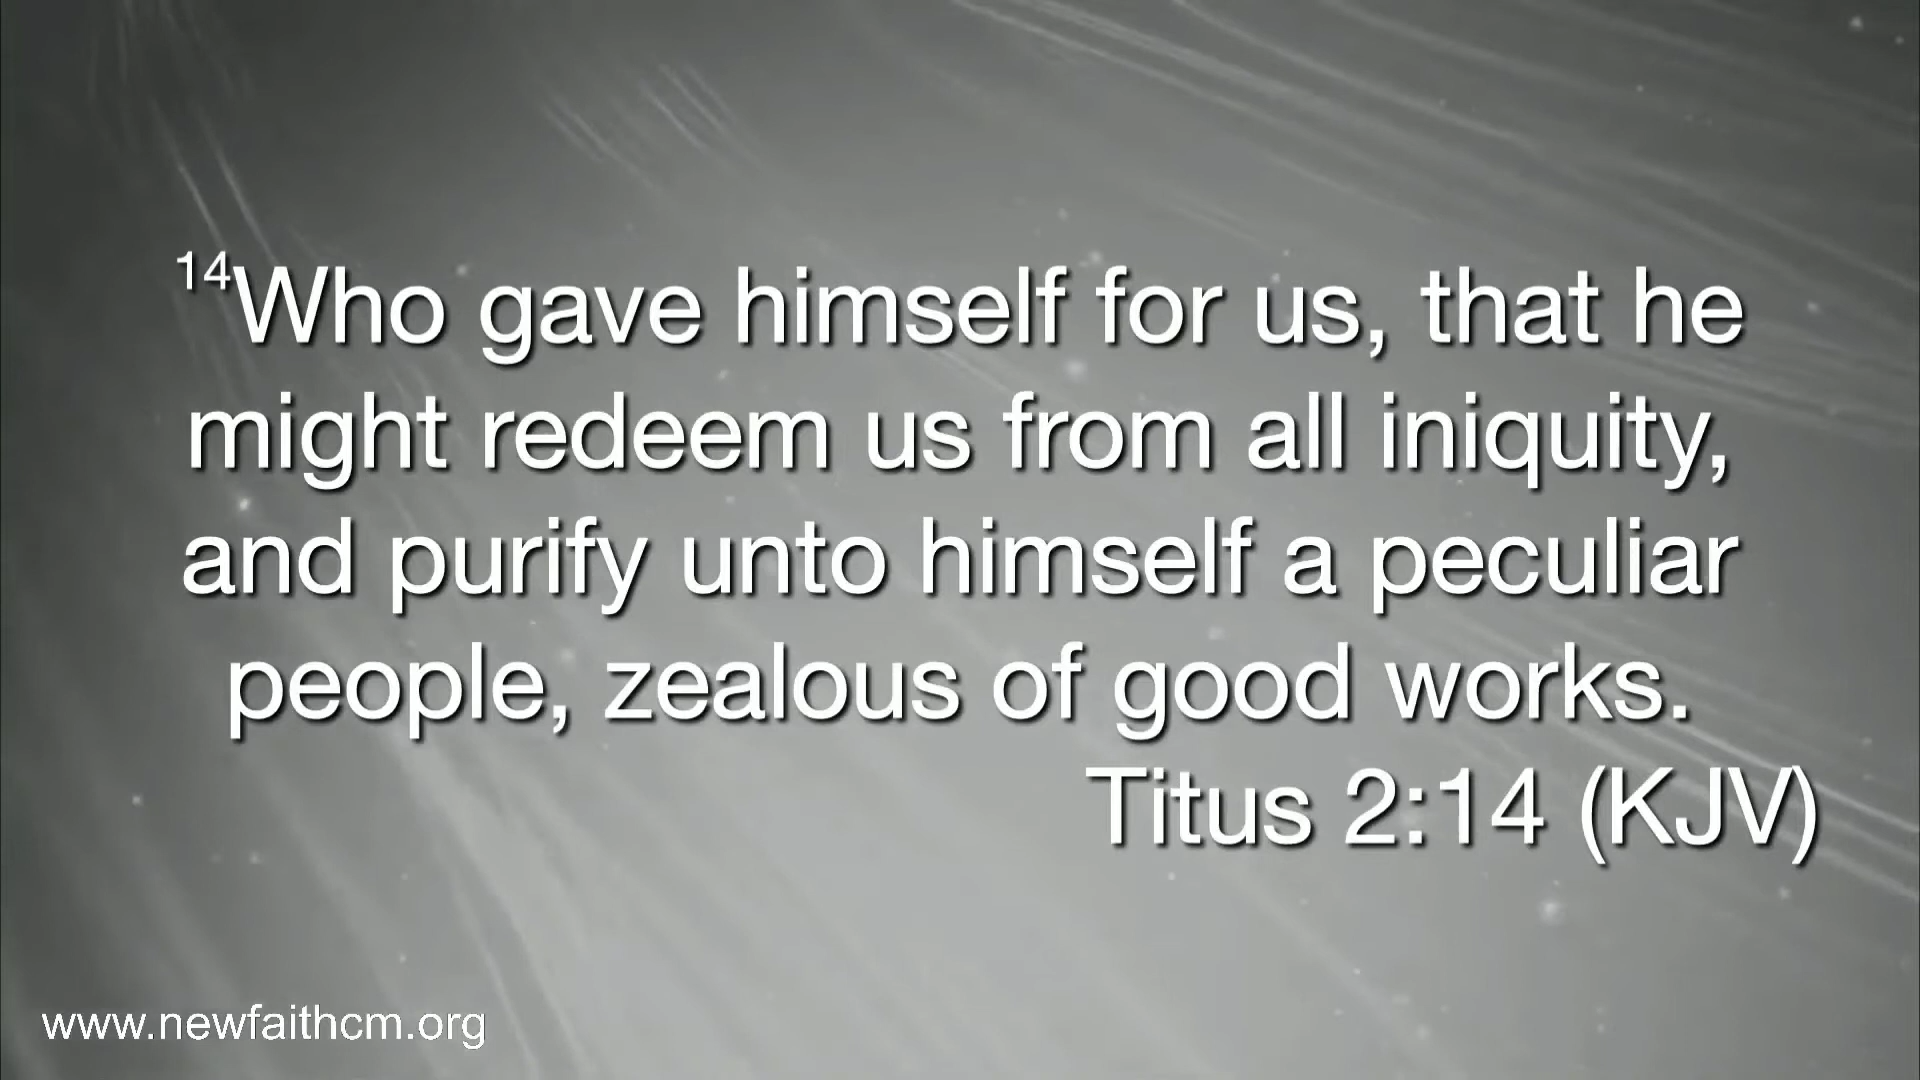 14Who gave himself for us, that he
might redeem us from all iniquity,
and purify unto himself a peculiar
people, zealous of good works.
Titus 2:14 (KJV)
www.newfaithcm.org